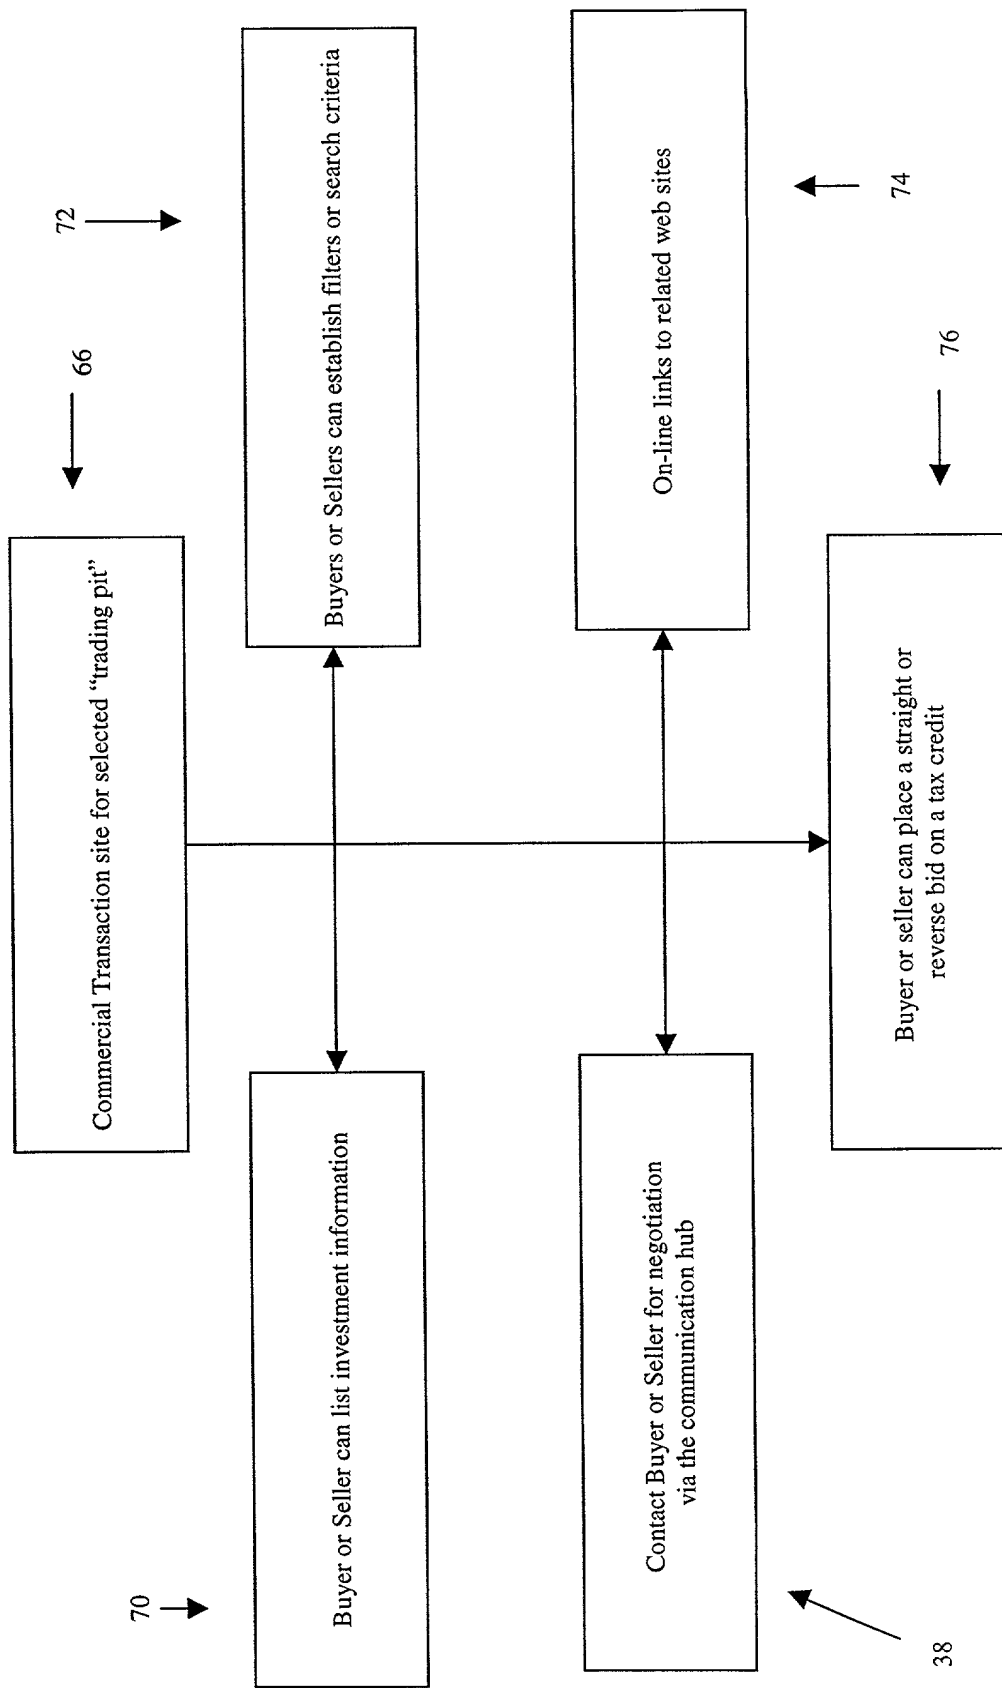 Commercial Transaction site for selected “trading pit”
66
70
Buyer or Seller can list investment information
72
Buyers or Sellers can establish filters or search criteria
Contact Buyer or Seller for negotiation
via the communication hub
38
On-line links to related web sites
74
Buyer or seller can place a straight or
reverse bid on a tax credit
76